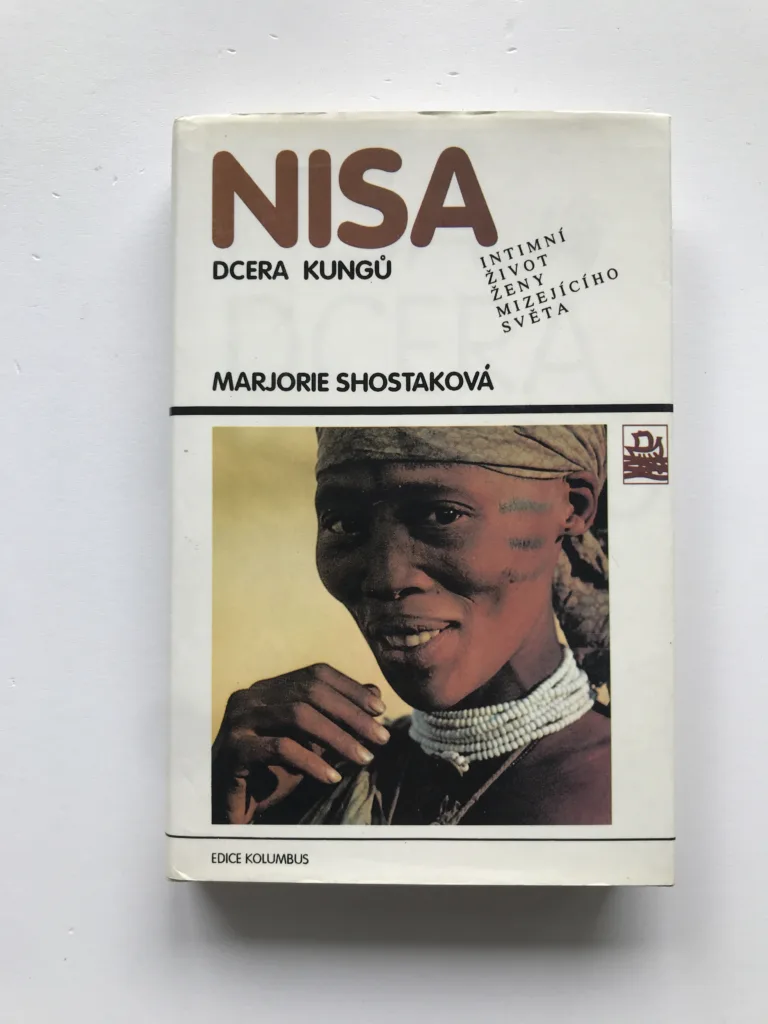 NISA
DCERA KUNGŮ
INTIMNÍ
ŽIVOT
ŽENY
MIZEJÍCÍHO
SVĚTA
MARJORIE SHOSTAKOVÁ
EDICE KOLUMBUS